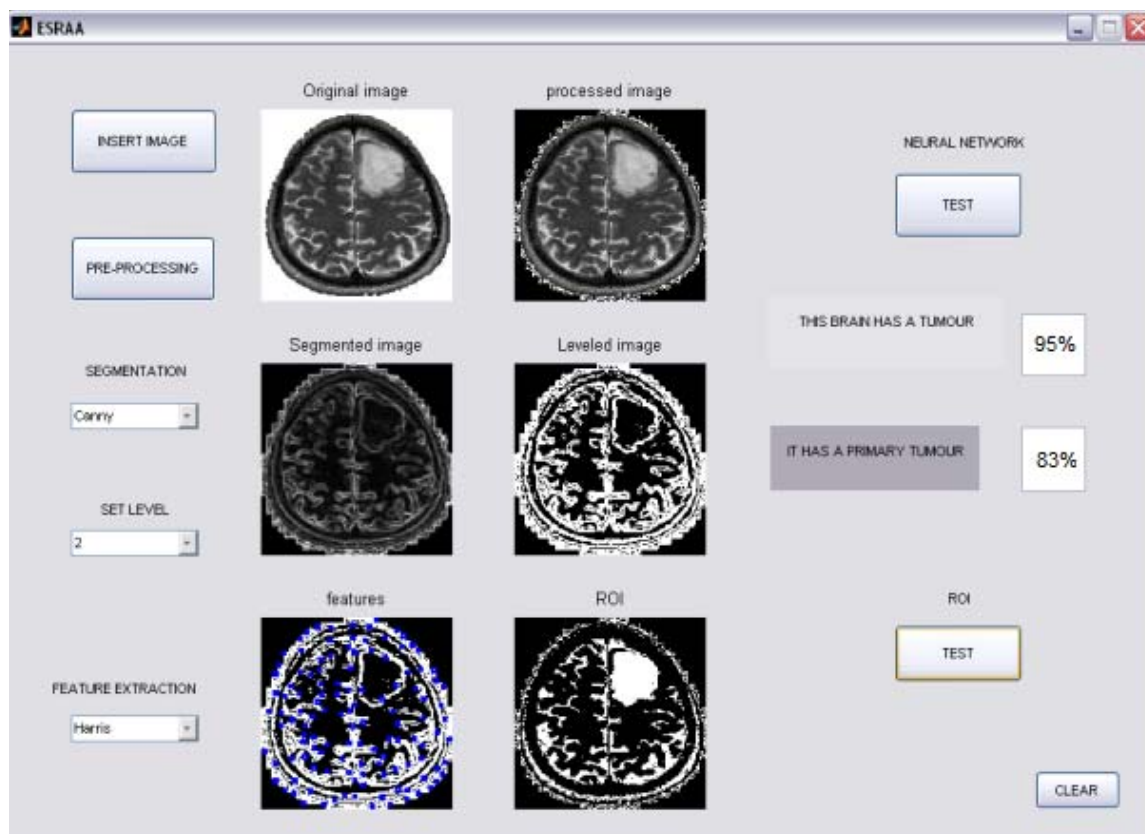 ESRAA
Original image
processed image
INSERT IMAGE
NEURAL NETWORK
TEST
PRE-PROCESSING
THIS BRAIN HAS A TUMOUR
95%
Segmented image
Leveled image
SEGMENTATION
Canny
IT HAS A PRIMARY TUMOUR
83%
SET LEVEL
2
features
ROI
ROI
TEST
FEATURE EXTRACTION
Harris
CLEAR